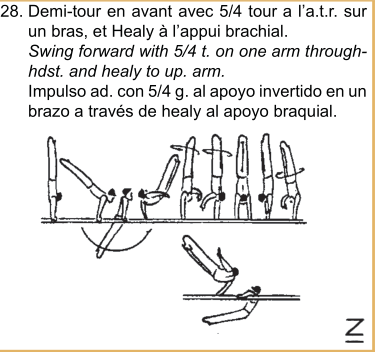 28. Demi-tour en avant avec 5/4 tour a l'a.t.r. sur
un bras, et Healy à l'appui brachial.
Swing forward with 5/4 t. on one arm through-
hdst. and healy to up. arm.
Impulso ad. con 5/4 g. al apoyo invertido en un
brazo a través de healy al apoyo braquial.